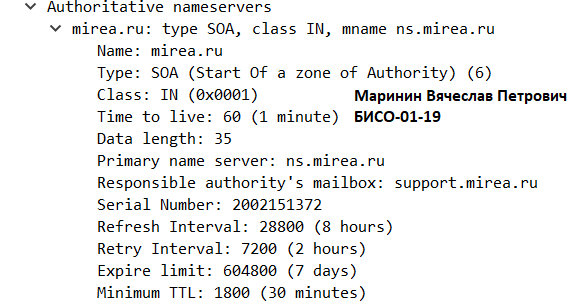 Authoritative nameservers
mirea.ru: type SOA, class IN, mname ns.mirea.ru
Name: mirea.ru
Type: SOA (Start Of a zone of Authority) (6)
Class: IN (0x0001)
Маринин Вячеслав Петрович
Time to live: 60 (1 minute)
БИСО-01-19
Data length: 35
Primary name server: ns.mirea.ru
Responsible authority's mailbox: support.mirea.ru
Serial Number: 2002151372
Refresh Interval: 28800 (8 hours)
Retry Interval: 7200 (2 hours)
Expire limit: 604800 (7 days)
Minimum TTL: 1800 (30 minutes)